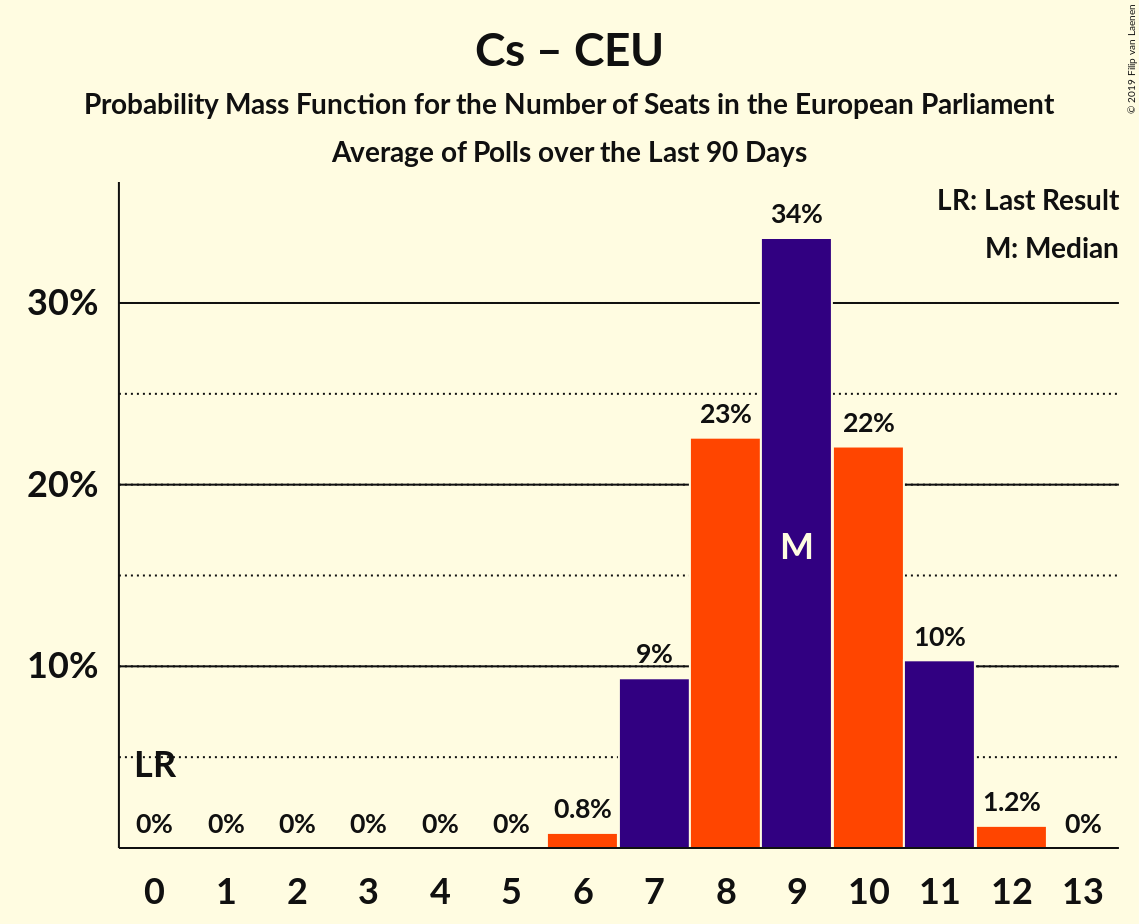 Cs – CEU
Probability Mass Function for the Number of Seats in the European Parliament
Average of Polls over the Last 90 Days
© 2019 Filip van Laenen
LR: Last Result
M: Median
34%
30%
23%
22%
20%
M
10%
9%
10%
LR
0.8%
1.2%
0% 0% 0% 0% 0% 0% 0%
0 1 2 3 4 5 6 7 8 9 10 11 12 13